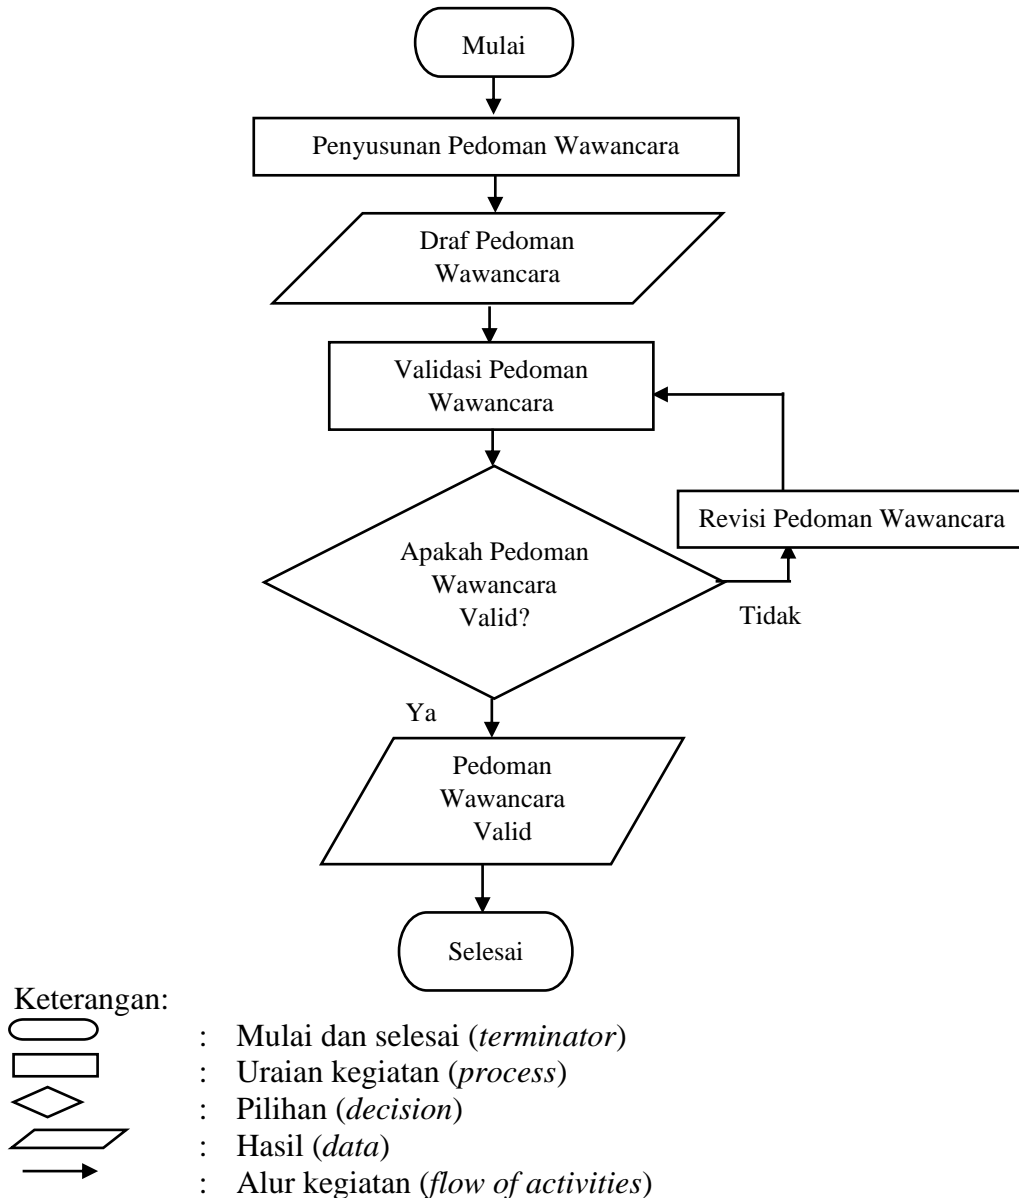 Mulai
Penyusunan Pedoman Wawancara
Draf Pedoman
Wawancara
Validasi Pedoman
Wawancara
Revisi Pedoman Wawancara
Apakah Pedoman
Wawancara
Valid?
Tidak
Ya
Pedoman
Wawancara
Valid
Selesai
Keterangan:
: Mulai dan selesai (terminator)
: Uraian kegiatan (process)
: Pilihan (decision)
: Hasil (data)
: Alur kegiatan (flow of activities)